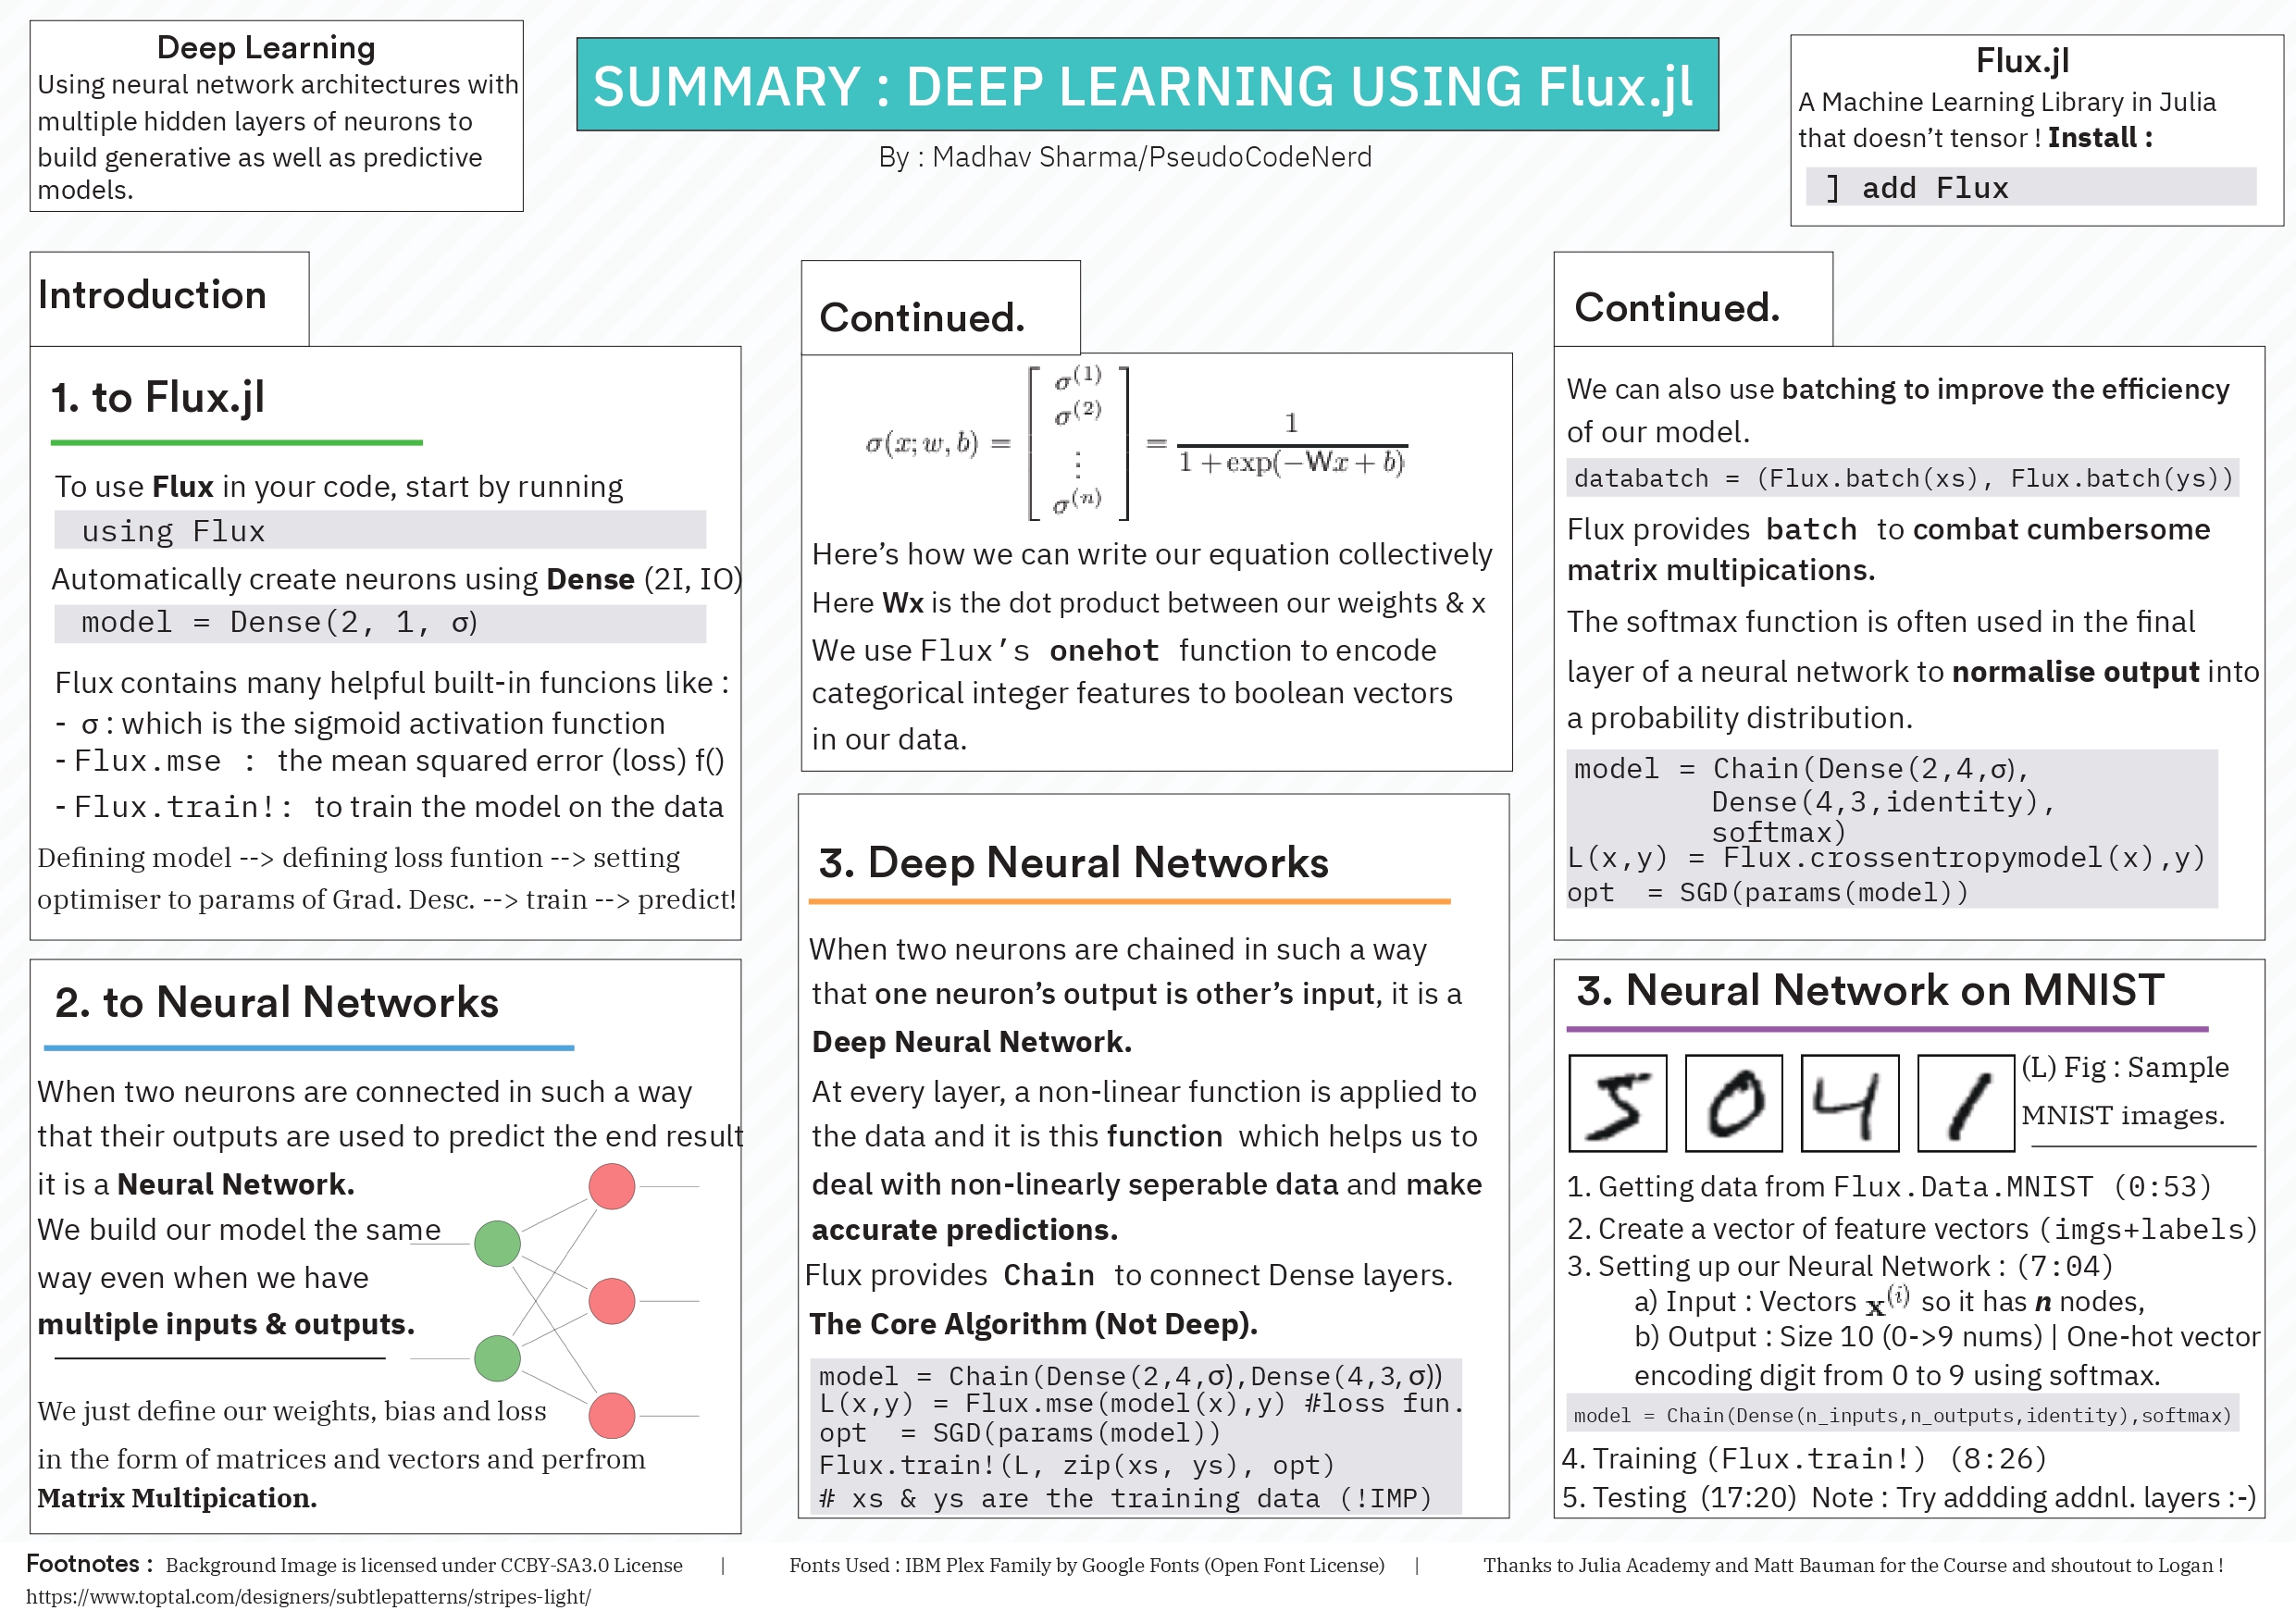 Deep Learning
Using neural network architectures with
multiple hidden layers of neurons to
build generative as well as predictive
models.
SUMMARY : DEEP LEARNING USING Flux.jl
By : Madhav Sharma/PseudoCodeNerd
Flux.jl
A Machine Learning Library in Julia
that doesn’t tensor ! Install :
] add Flux
Introduction
1. to Flux.jl
To use Flux in your code, start by running
using Flux
Automatically create neurons using Dense (2I, IO)
model = Dense(2, 1, σ)
Flux contains many helpful built-in funcions like :
- σ : which is the sigmoid activation function
- Flux.mse : the mean squared error (loss) f()
- Flux.train!: to train the model on the data
Defining model --> defining loss funtion --> setting
optimiser to params of Grad. Desc. --> train --> predict!
2. to Neural Networks
When two neurons are connected in such a way
that their outputs are used to predict the end result
it is a Neural Network.
We build our model the same
way even when we have
multiple inputs & outputs.
We just define our weights, bias and loss
in the form of matrices and vectors and perfrom
Matrix Multipication.
Continued.
σ(x; w, b) = [ σ^(1) σ^(2) ⋮ σ^(n) ] = 1 / (1 + exp(−Wx + b))
Here’s how we can write our equation collectively
Here Wx is the dot product between our weights & x
We use Flux’s onehot function to encode
categorical integer features to boolean vectors
in our data.
3. Deep Neural Networks
When two neurons are chained in such a way
that one neuron’s output is other’s input, it is a
Deep Neural Network.
At every layer, a non-linear function is applied to
the data and it is this function which helps us to
deal with non-linearly seperable data and make
accurate predictions.
Flux provides Chain to connect Dense layers.
The Core Algorithm (Not Deep).
model = Chain(Dense(2,4,σ),Dense(4,3,σ))
L(x,y) = Flux.mse(model(x),y) #loss fun.
opt = SGD(params(model))
Flux.train!(L, zip(xs, ys), opt)
# xs & ys are the training data (!IMP)
Continued.
We can also use batching to improve the efficiency
of our model.
databatch = (Flux.batch(xs), Flux.batch(ys))
Flux provides batch to combat cumbersome
matrix multipications.
The softmax function is often used in the final
layer of a neural network to normalise output into
a probability distribution.
model = Chain(Dense(2,4,σ),
Dense(4,3,identity),
softmax)
L(x,y) = Flux.crossentropymodel(x),y)
opt = SGD(params(model))
3. Neural Network on MNIST
5 0 4 1
(L) Fig : Sample
MNIST images.
1. Getting data from Flux.Data.MNIST (0:53)
2. Create a vector of feature vectors (imgs+labels)
3. Setting up our Neural Network : (7:04)
a) Input : Vectors x^(i) so it has n nodes,
b) Output : Size 10 (0->9 nums) | One-hot vector
encoding digit from 0 to 9 using softmax.
model = Chain(Dense(n_inputs,n_outputs,identity),softmax)
4. Training (Flux.train!) (8:26)
5. Testing (17:20) Note : Try addding addnl. layers :-)
Footnotes : Background Image is licensed under CCBY-SA3.0 License | Fonts Used : IBM Plex Family by Google Fonts (Open Font License) | Thanks to Julia Academy and Matt Bauman for the Course and shoutout to Logan !
https://www.toptal.com/designers/subtlepatterns/stripes-light/